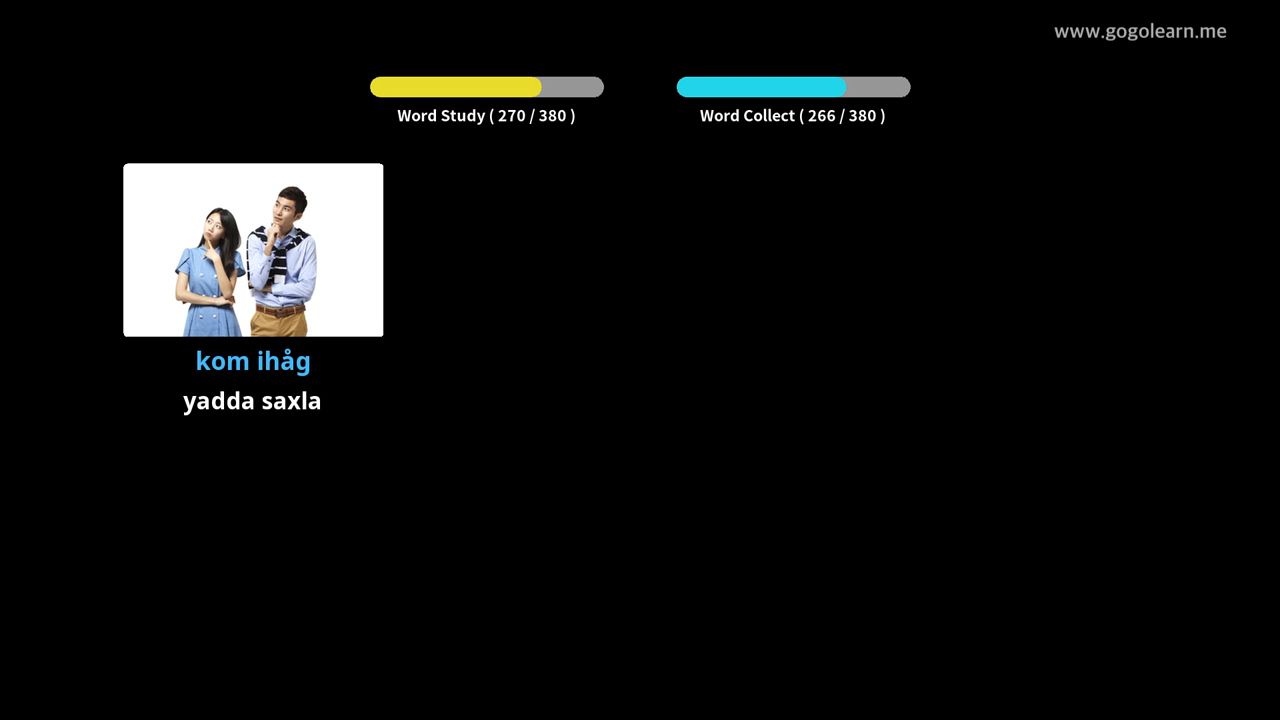 www.gogolearn.me
Word Study ( 270 / 380 )
Word Collect ( 266 / 380 )
kom ihåg
yadda saxla